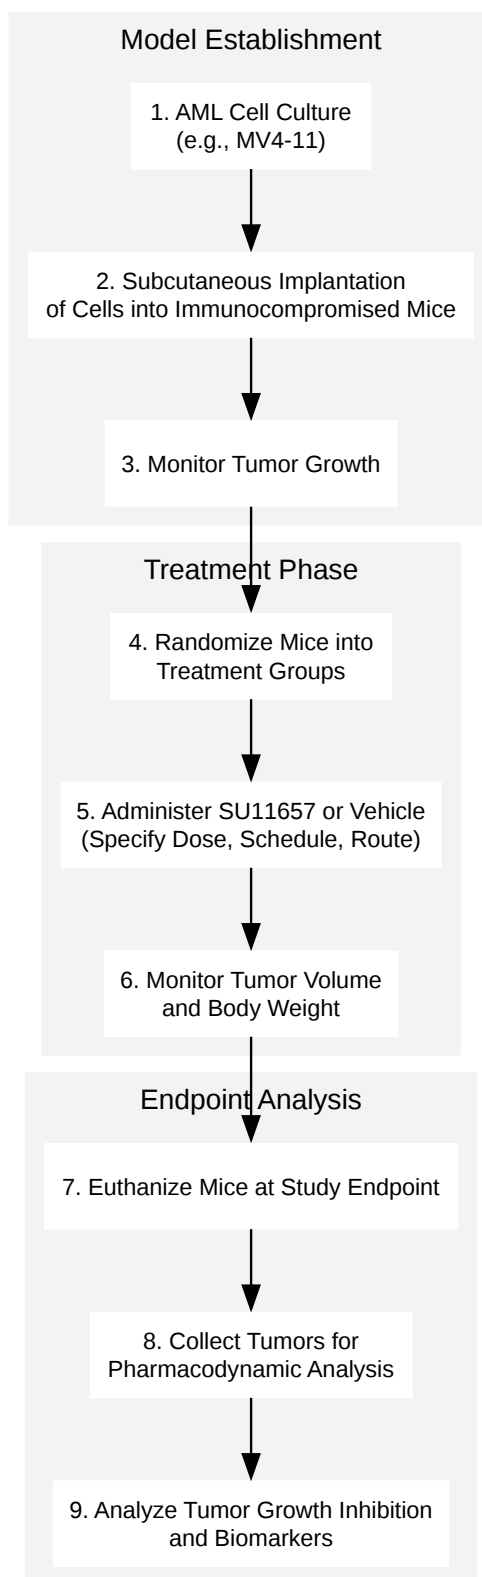 Model Establishment
1. AML Cell Culture
(e.g., MV4-11)
2. Subcutaneous Implantation
of Cells into Immunocompromised Mice
3. Monitor Tumor Growth
Treatment Phase
4. Randomize Mice into
Treatment Groups
5. Administer SU11657 or Vehicle
(Specify Dose, Schedule, Route)
6. Monitor Tumor Volume
and Body Weight
Endpoint Analysis
7. Euthanize Mice at Study Endpoint
8. Collect Tumors for
Pharmacodynamic Analysis
9. Analyze Tumor Growth Inhibition
and Biomarkers